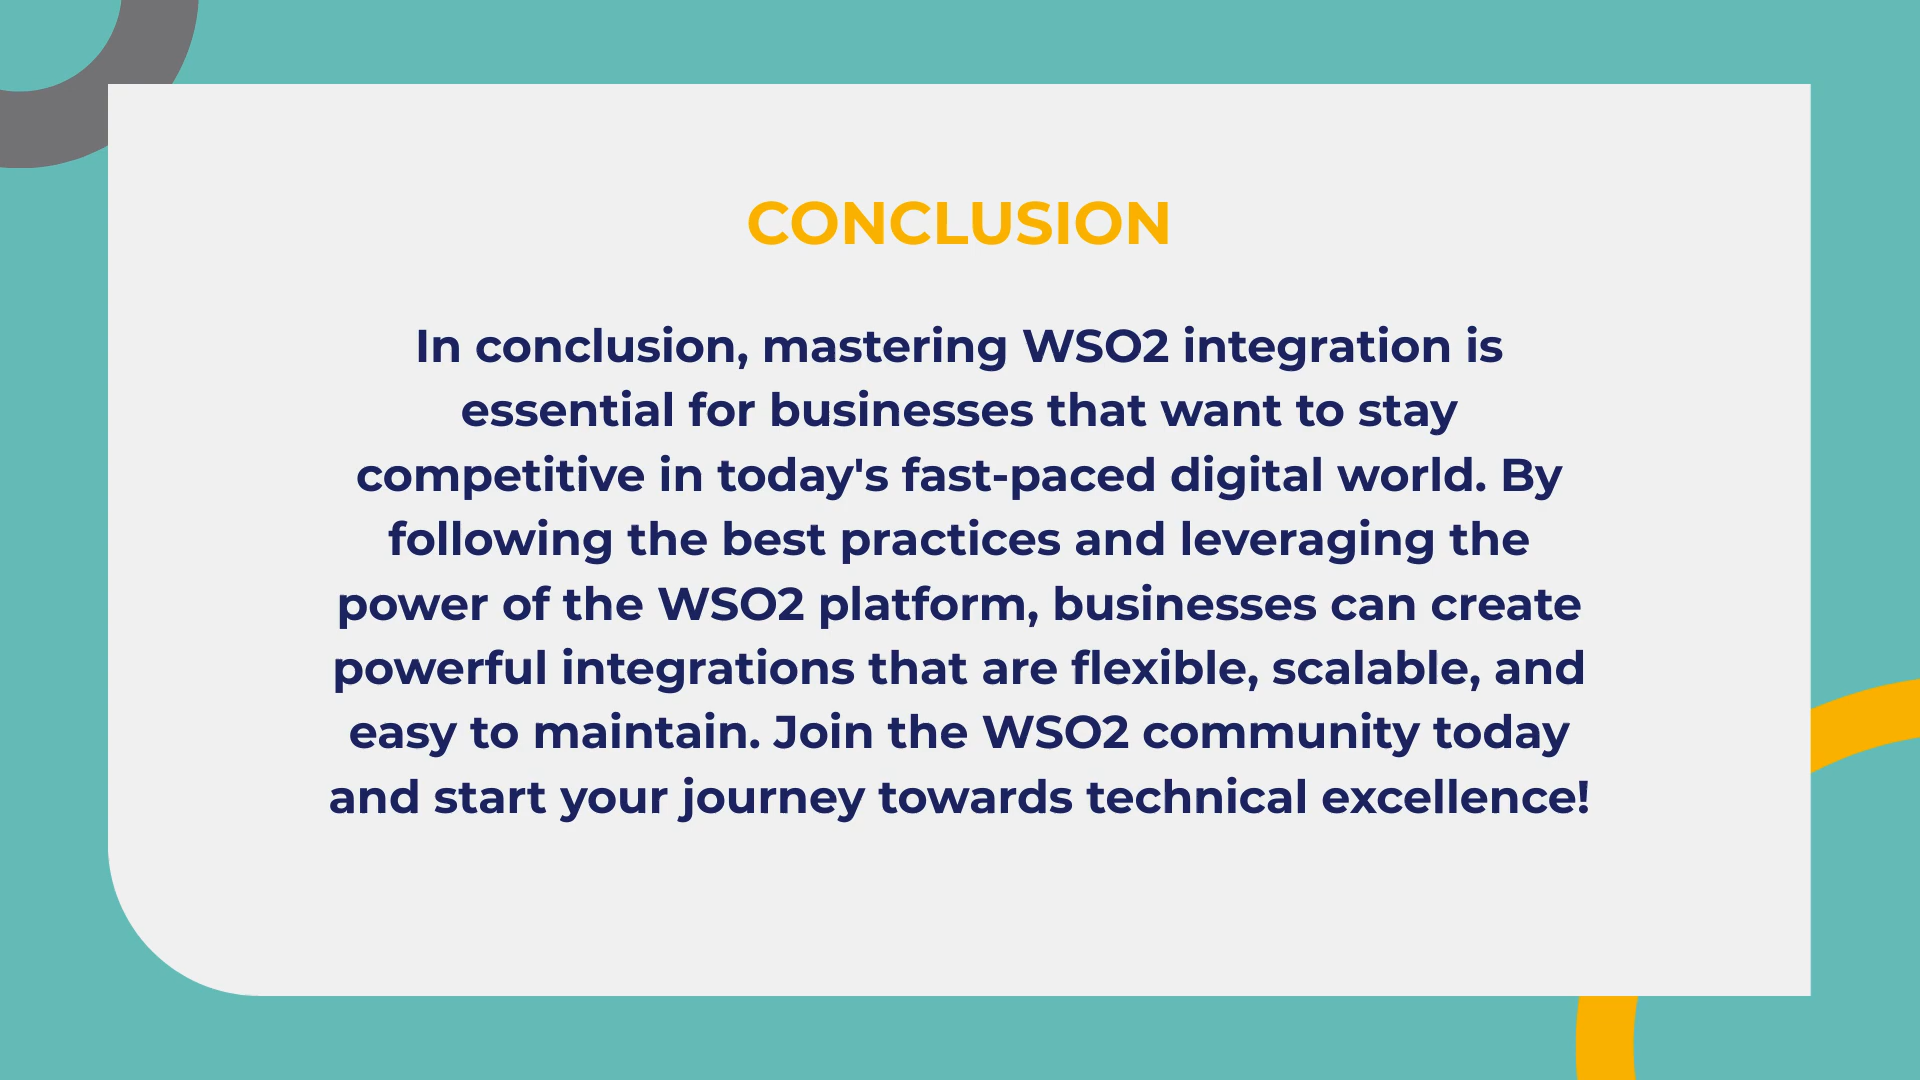 CONCLUSION
In conclusion, mastering WSO2 integration is
essential for businesses that want to stay
competitive in today's fast-paced digital world. By
following the best practices and leveraging the
power of the WSO2 platform, businesses can create
powerful integrations that are flexible, scalable, and
easy to maintain. Join the WSO2 community today
and start your journey towards technical excellence!